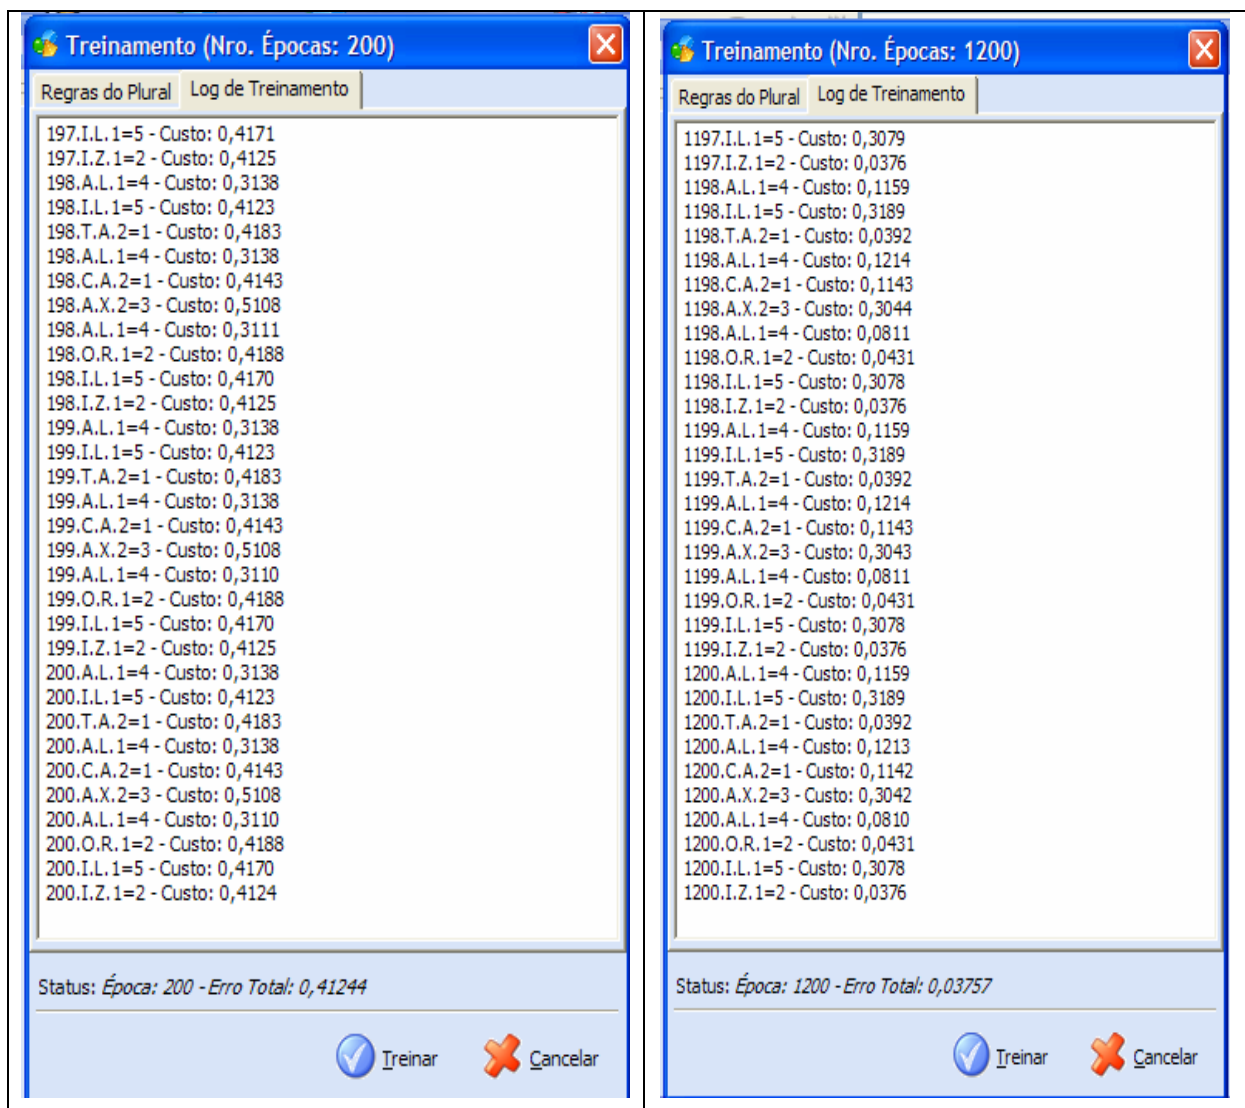 Treinamento (Nro. Épocas: 200)
Regras do Plural Log de Treinamento
197.I.L.1=5 - Custo: 0,4171
197.I.Z.1=2 - Custo: 0,4125
198.A.L.1=4 - Custo: 0,3138
198.I.L.1=5 - Custo: 0,4123
198.T.A.2=1 - Custo: 0,4183
198.A.L.1=4 - Custo: 0,3138
198.C.A.2=1 - Custo: 0,4143
198.A.X.2=3 - Custo: 0,5108
198.A.L.1=4 - Custo: 0,3111
198.O.R.1=2 - Custo: 0,4188
198.I.L.1=5 - Custo: 0,4170
198.I.Z.1=2 - Custo: 0,4125
199.A.L.1=4 - Custo: 0,3138
199.I.L.1=5 - Custo: 0,4123
199.T.A.2=1 - Custo: 0,4183
199.A.L.1=4 - Custo: 0,3138
199.C.A.2=1 - Custo: 0,4143
199.A.X.2=3 - Custo: 0,5108
199.A.L.1=4 - Custo: 0,3110
199.O.R.1=2 - Custo: 0,4188
199.I.L.1=5 - Custo: 0,4170
199.I.Z.1=2 - Custo: 0,4125
200.A.L.1=4 - Custo: 0,3138
200.I.L.1=5 - Custo: 0,4123
200.T.A.2=1 - Custo: 0,4183
200.A.L.1=4 - Custo: 0,3138
200.C.A.2=1 - Custo: 0,4143
200.A.X.2=3 - Custo: 0,5108
200.A.L.1=4 - Custo: 0,3110
200.O.R.1=2 - Custo: 0,4188
200.I.L.1=5 - Custo: 0,4170
200.I.Z.1=2 - Custo: 0,4124
Status: Época: 200 - Erro Total: 0,41244
Treinar Cancelar
Treinamento (Nro. Épocas: 1200)
Regras do Plural Log de Treinamento
1197.I.L.1=5 - Custo: 0,3079
1197.I.Z.1=2 - Custo: 0,0376
1198.A.L.1=4 - Custo: 0,1159
1198.I.L.1=5 - Custo: 0,3189
1198.T.A.2=1 - Custo: 0,0392
1198.A.L.1=4 - Custo: 0,1214
1198.C.A.2=1 - Custo: 0,1143
1198.A.X.2=3 - Custo: 0,3044
1198.A.L.1=4 - Custo: 0,0811
1198.O.R.1=2 - Custo: 0,0431
1198.I.L.1=5 - Custo: 0,3078
1198.I.Z.1=2 - Custo: 0,0376
1199.A.L.1=4 - Custo: 0,1159
1199.I.L.1=5 - Custo: 0,3189
1199.T.A.2=1 - Custo: 0,0392
1199.A.L.1=4 - Custo: 0,1214
1199.C.A.2=1 - Custo: 0,1143
1199.A.X.2=3 - Custo: 0,3043
1199.A.L.1=4 - Custo: 0,0811
1199.O.R.1=2 - Custo: 0,0431
1199.I.L.1=5 - Custo: 0,3078
1199.I.Z.1=2 - Custo: 0,0376
1200.A.L.1=4 - Custo: 0,1159
1200.I.L.1=5 - Custo: 0,3189
1200.T.A.2=1 - Custo: 0,0392
1200.A.L.1=4 - Custo: 0,1213
1200.C.A.2=1 - Custo: 0,1142
1200.A.X.2=3 - Custo: 0,3042
1200.A.L.1=4 - Custo: 0,0810
1200.O.R.1=2 - Custo: 0,0431
1200.I.L.1=5 - Custo: 0,3078
1200.I.Z.1=2 - Custo: 0,0376
Status: Época: 1200 - Erro Total: 0,03757
Treinar Cancelar